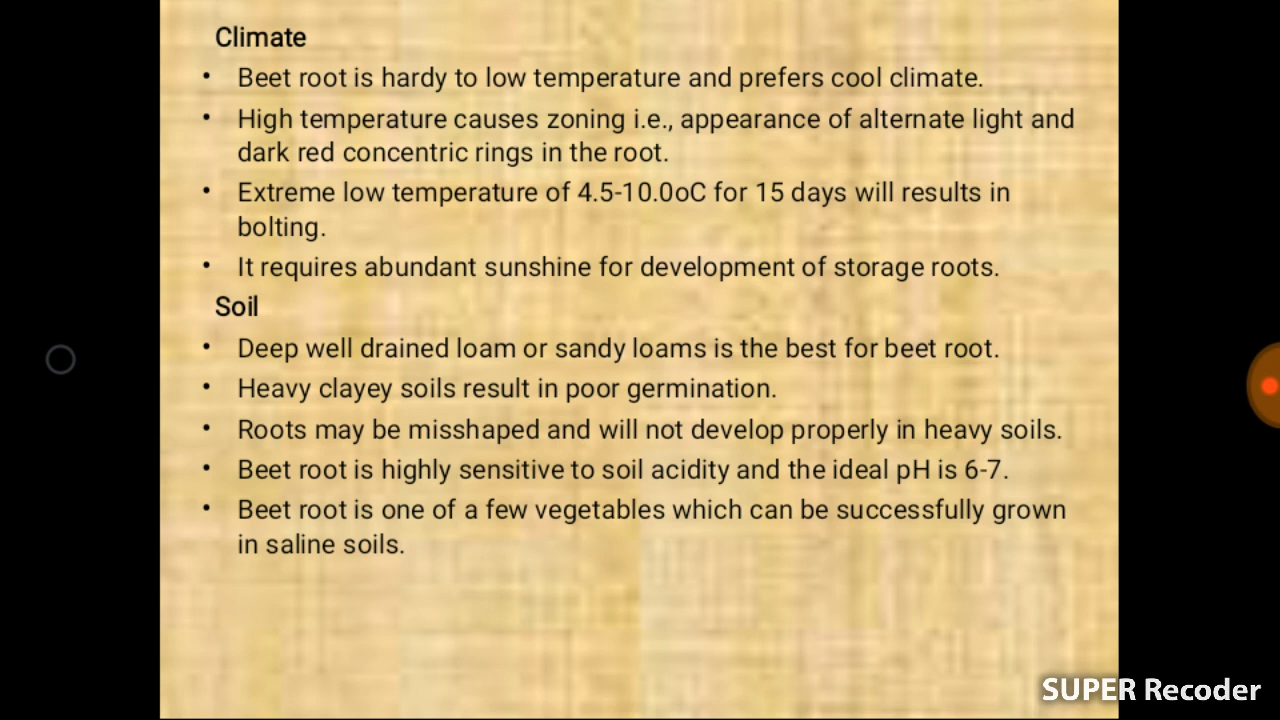 Climate
• Beet root is hardy to low temperature and prefers cool climate.
• High temperature causes zoning i.e., appearance of alternate light and
dark red concentric rings in the root.
• Extreme low temperature of 4.5-10.0oC for 15 days will results in
bolting.
• It requires abundant sunshine for development of storage roots.
Soil
• Deep well drained loam or sandy loams is the best for beet root.
• Heavy clayey soils result in poor germination.
• Roots may be misshaped and will not develop properly in heavy soils.
• Beet root is highly sensitive to soil acidity and the ideal pH is 6-7.
• Beet root is one of a few vegetables which can be successfully grown
in saline soils.
SUPER Recoder